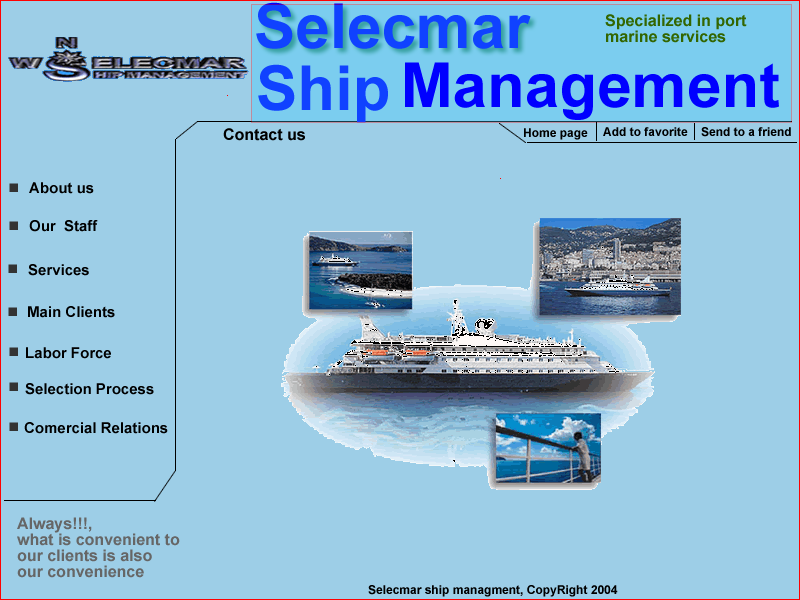 N
W SELECMAR
SHIP MANAGEMENT
Selecmar
Ship Management
Specialized in port
marine services
Contact us
Home page
Add to favorite
Send to a friend
About us
Our  Staff
Services
Main Clients
Labor Force
Selection Process
Comercial Relations
Always!!!,
what is convenient to
our clients is also
our convenience
Selecmar ship managment, CopyRight 2004